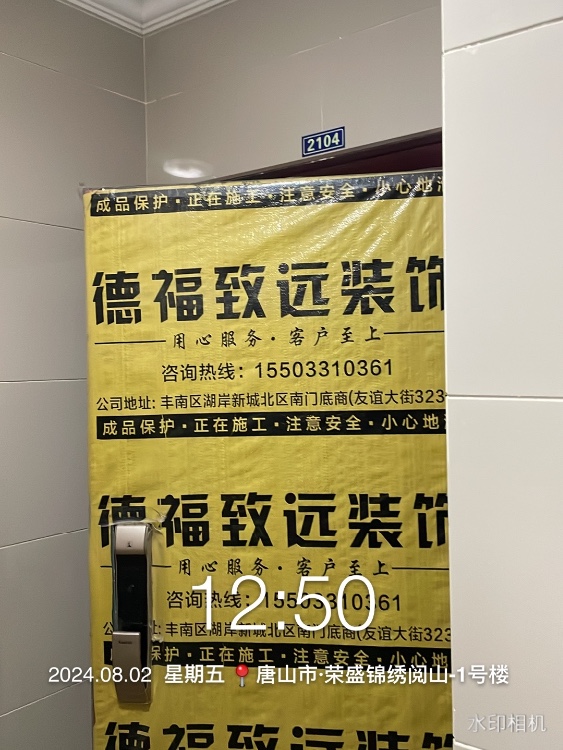 2104
成品保护·正在施工·注意安全·小心地
德福致远装饰
用心服务·客户至上
咨询热线：15503310361
公司地址：丰南区湖岸新城北区南门底商(友谊大街323
成品保护·正在施工·注意安全·小心地
德福致远装饰
用心服务·客户至上
12:50
咨询热线：15503310361
丰南区湖岸新城北区南门底商(友谊大街323
正在施工·注意安全·小心地
2024.08.02 星期五 唐山市·荣盛锦绣阅山-1号楼
水印相机
德福致远装饰